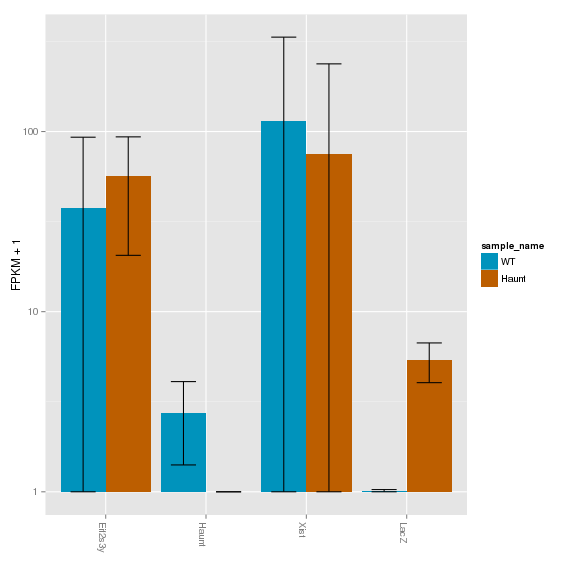 100
10
1
FPKM + 1
Eif2s3y
Haunt
Xist
LacZ
sample_name
WT
Haunt